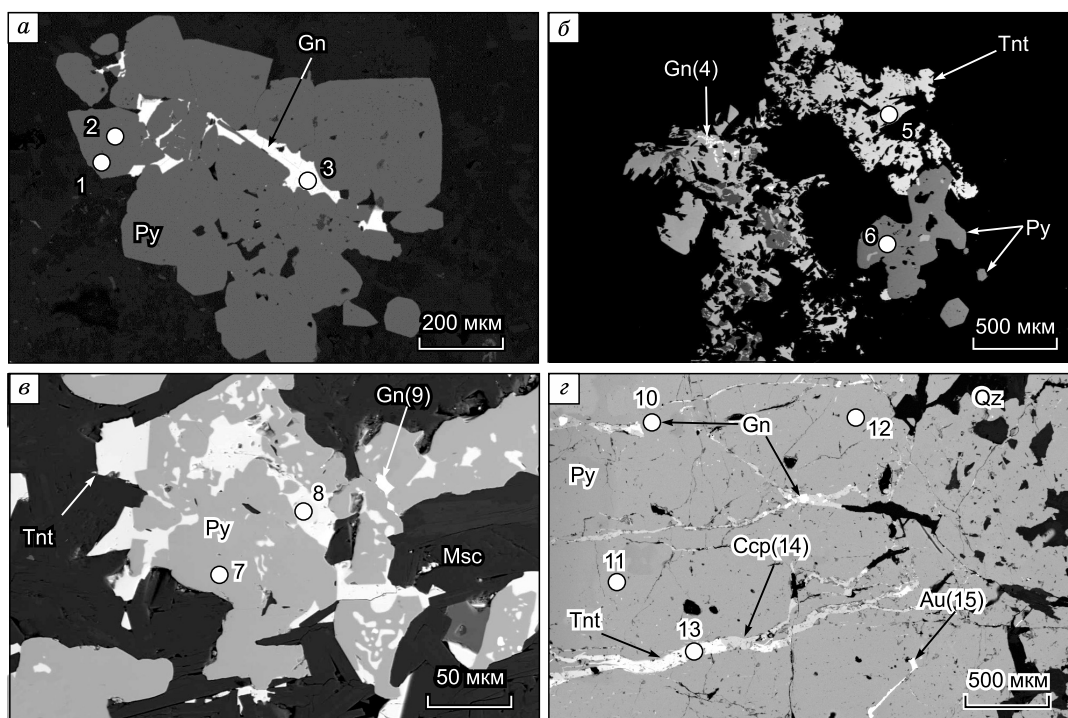 а
Gn
2
1
3
Py
200 мкм
б
Gn(4)
Tnt
5
6
Py
500 мкм
в
Gn(9)
Tnt
8
Py
7
Msc
50 мкм
г
10
Gn
12
Qz
Py
11
Ccp(14)
Tnt
13
Au(15)
500 мкм